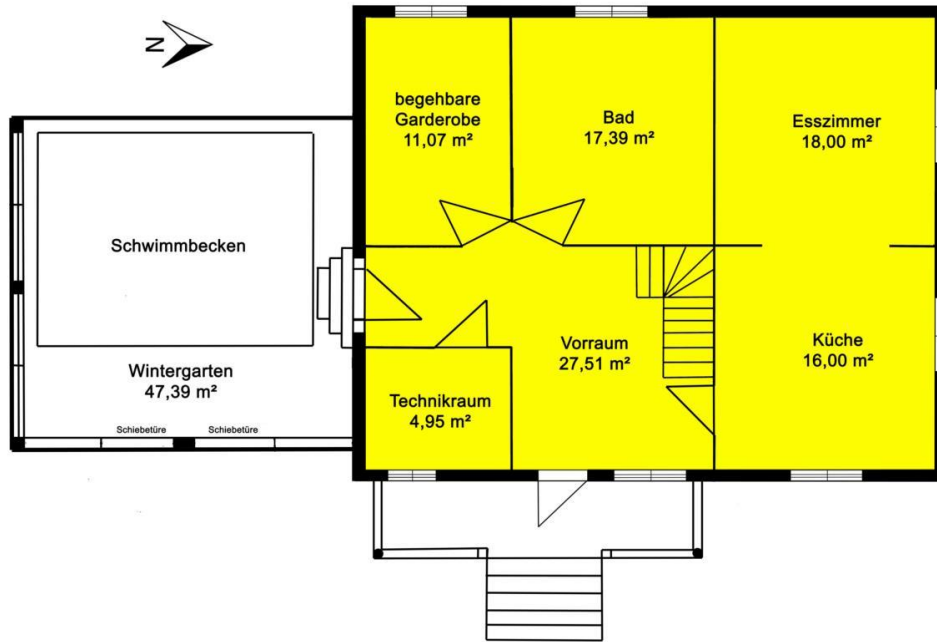 N
begehbare
Garderobe
11,07 m²
Bad
17,39 m²
Esszimmer
18,00 m²
Schwimmbecken
Wintergarten
47,39 m²
Schiebetüre
Schiebetüre
Technikraum
4,95 m²
Vorraum
27,51 m²
Küche
16,00 m²